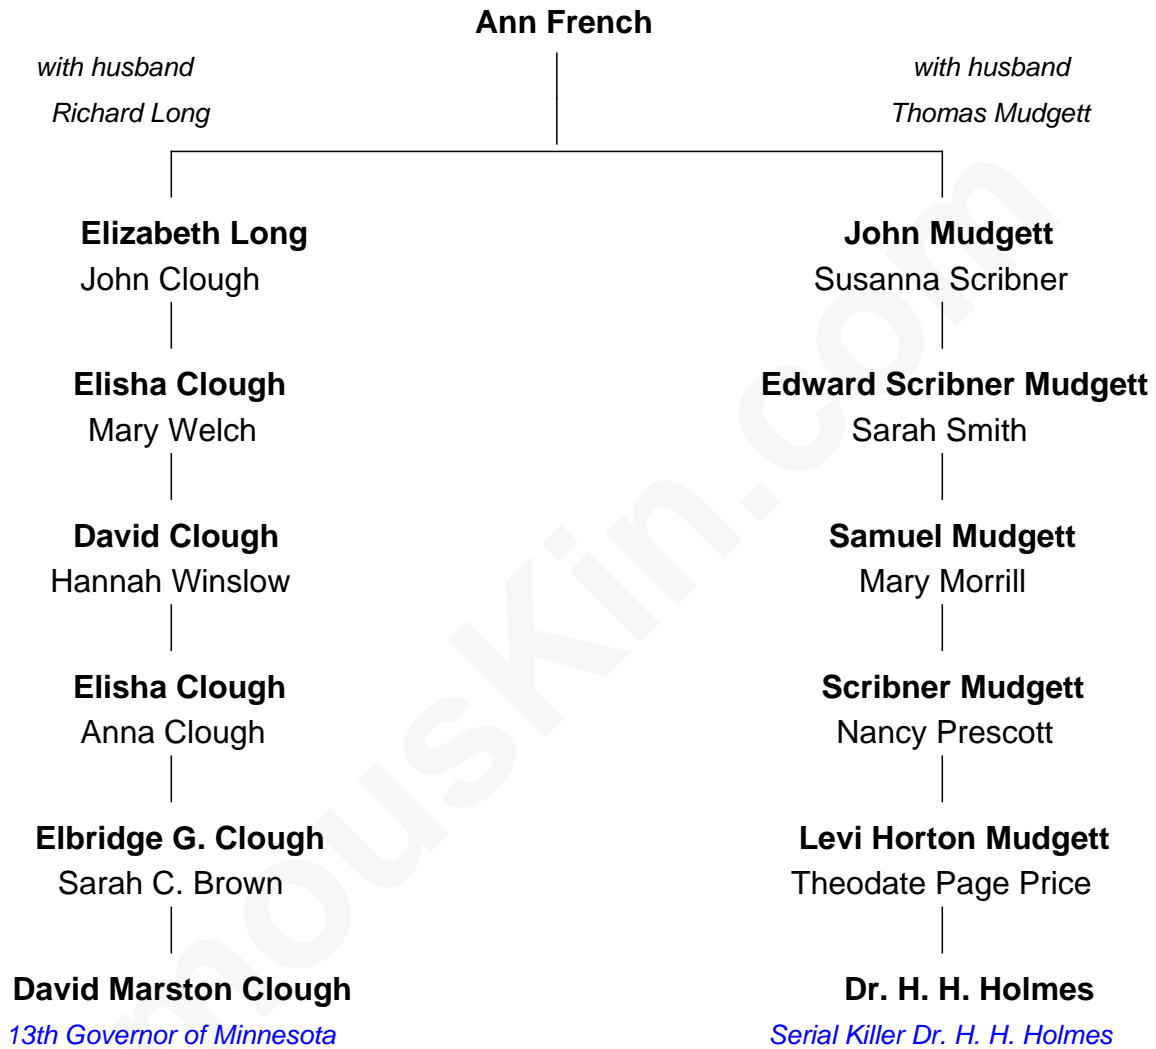 Ann French
with husband
Richard Long
with husband
Thomas Mudgett
Elizabeth Long
John Clough
John Mudgett
Susanna Scribner
Elisha Clough
Mary Welch
Edward Scribner Mudgett
Sarah Smith
David Clough
Hannah Winslow
Samuel Mudgett
Mary Morrill
Elisha Clough
Anna Clough
Scribner Mudgett
Nancy Prescott
Elbridge G. Clough
Sarah C. Brown
Levi Horton Mudgett
Theodate Page Price
David Marston Clough
13th Governor of Minnesota
Dr. H. H. Holmes
Serial Killer Dr. H. H. Holmes
mousKin.com